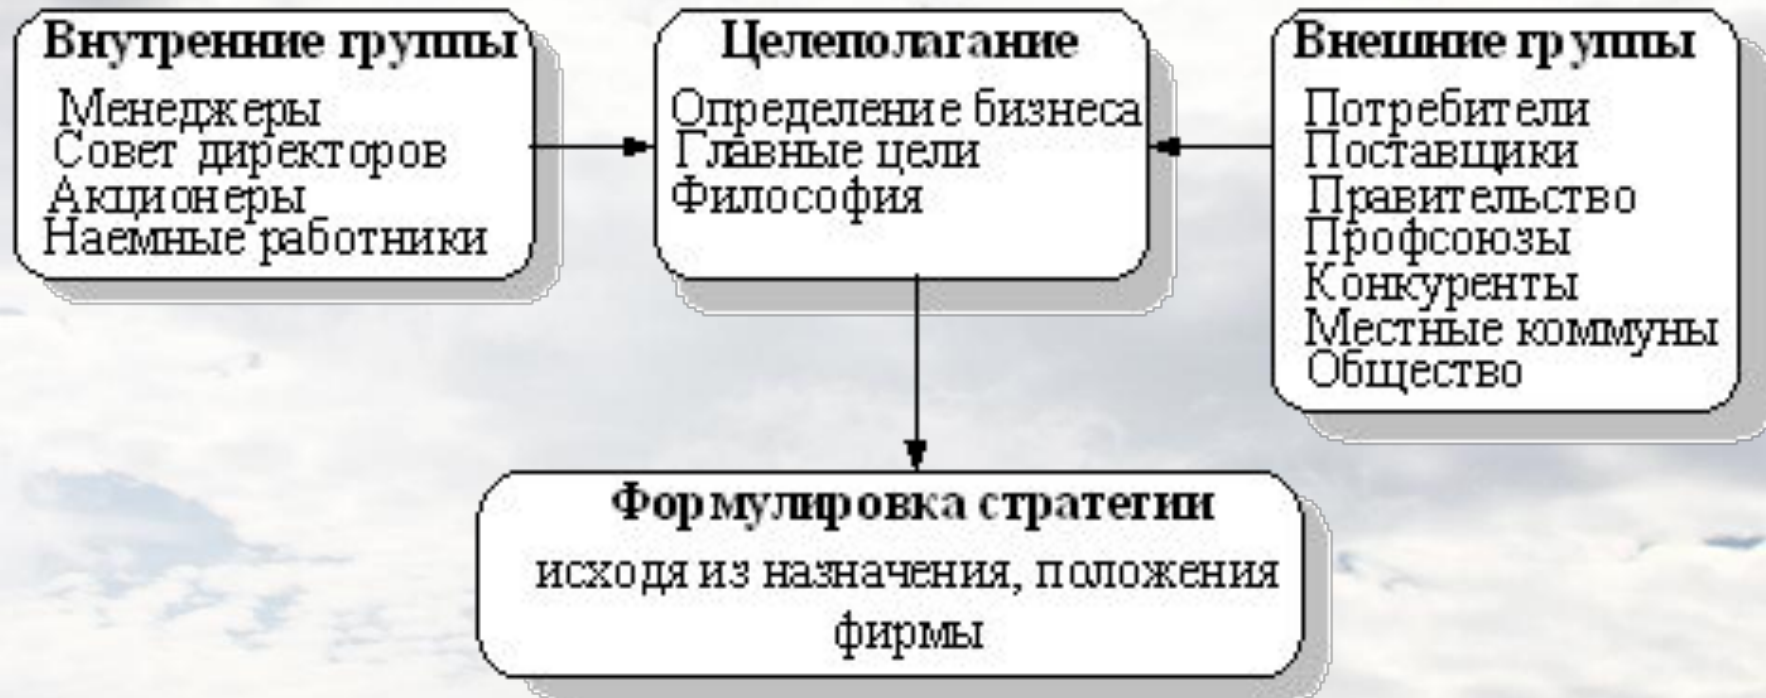 Внутренние группы
Менеджеры
Совет директоров
Акционеры
Наемные работники
Целеполагание
Определение бизнеса
Главные цели
Философия
Внешние группы
Потребители
Поставщики
Правительство
Профсоюзы
Конкуренты
Местные коммуны
Общество
Формулировка стратегии
исходя из назначения, положения
фирмы